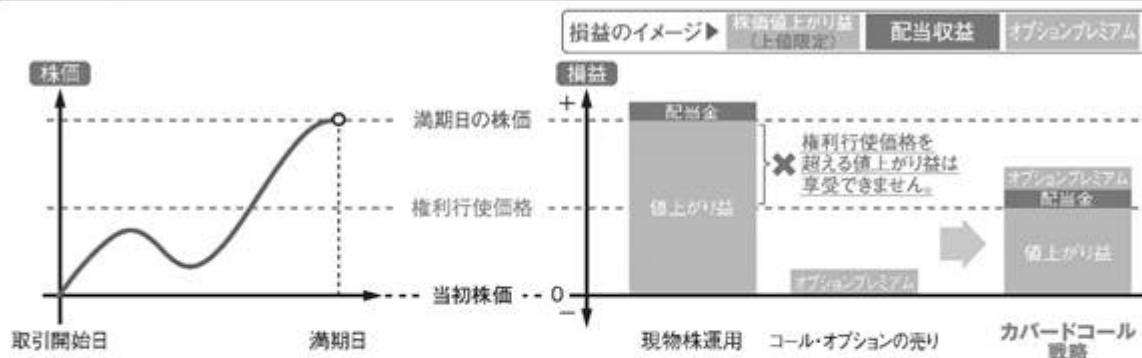 損益のイメージ▶ 株価値上がり益 (上値限定) 配当収益 オプションプレミアム
株価
損益
+
満期日の株価
配当金
権利行使価格を
超える値上がり益は
享受できません。
オプションプレミアム
配当金
権利行使価格
値上がり益
値上がり益
オプションプレミアム
当初株価
0
−
取引開始日
満期日
現物株運用
コール・オプションの売り
カバードコール
戦略